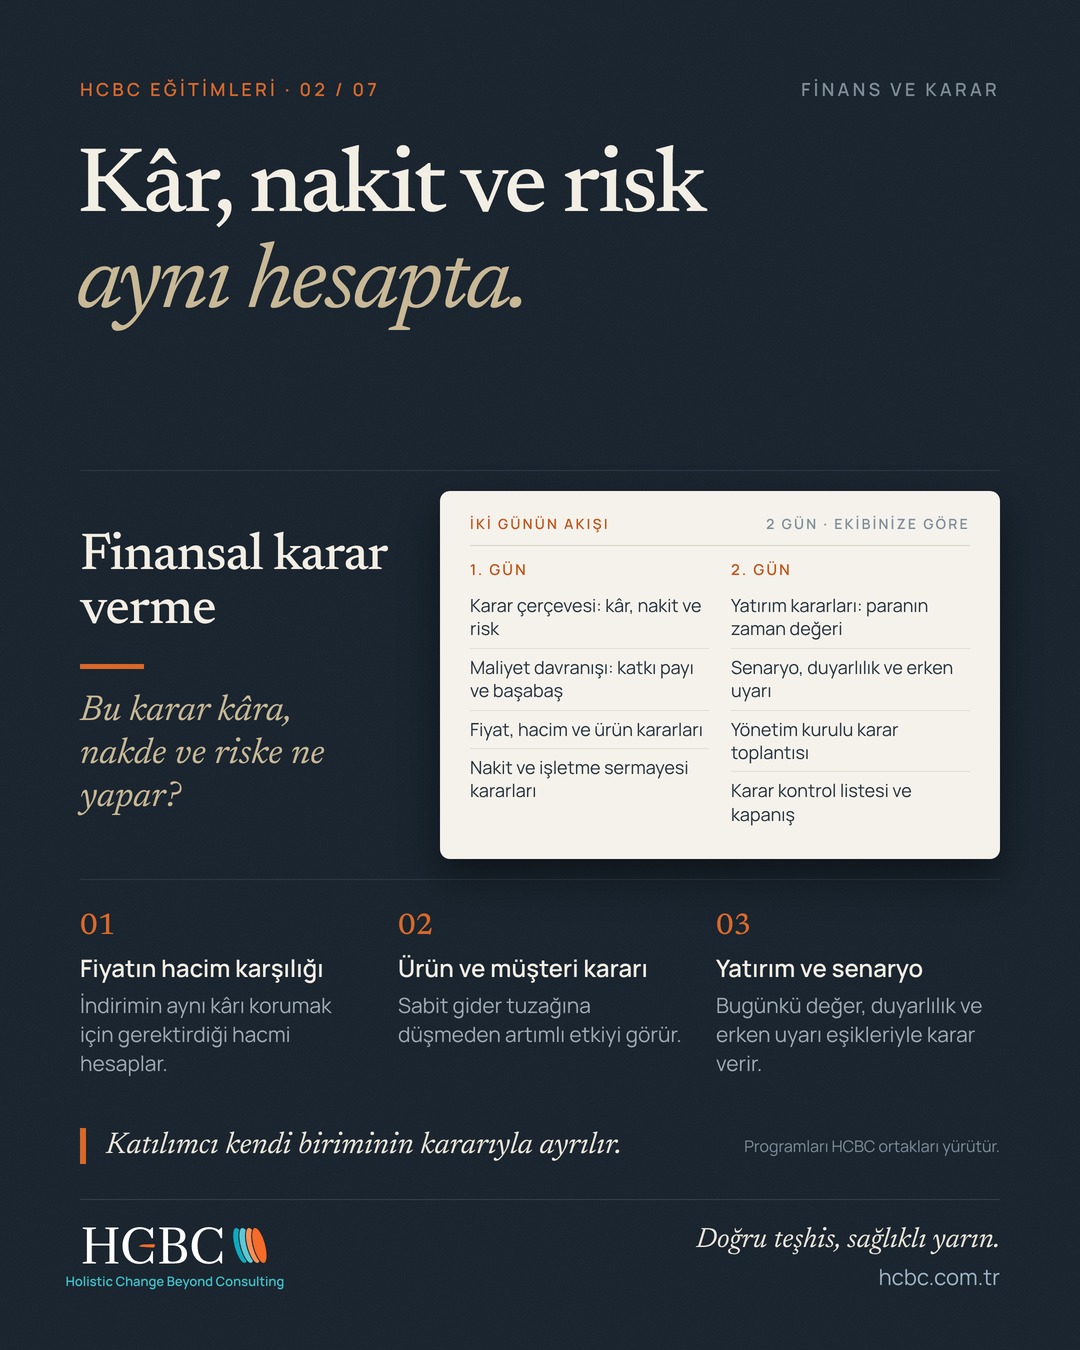 HCBC EĞİTİMLERİ · 02 / 07
FİNANS VE KARAR
Kâr, nakit ve risk
aynı hesapta.
Finansal karar
verme
Bu karar kâra,
nakde ve riske ne
yapar?
İKİ GÜNÜN AKIŞI
2 GÜN · EKİBİNİZE GÖRE
1. GÜN
Karar çerçevesi: kâr, nakit ve
risk
Maliyet davranışı: katkı payı
ve başabaş
Fiyat, hacim ve ürün kararları
Nakit ve işletme sermayesi
kararları
2. GÜN
Yatırım kararları: paranın
zaman değeri
Senaryo, duyarlılık ve erken
uyarı
Yönetim kurulu karar
toplantısı
Karar kontrol listesi ve
kapanış
01
Fiyatın hacim karşılığı
İndirimin aynı kârı korumak
için gerektirdiği hacmi
hesaplar.
02
Ürün ve müşteri kararı
Sabit gider tuzağına
düşmeden artımlı etkiyi görür.
03
Yatırım ve senaryo
Bugünkü değer, duyarlılık ve
erken uyarı eşikleriyle karar
verir.
Katılımcı kendi biriminin kararıyla ayrılır.
Programları HCBC ortakları yürütür.
HCBC
Holistic Change Beyond Consulting
Doğru teşhis, sağlıklı yarın.
hcbc.com.tr